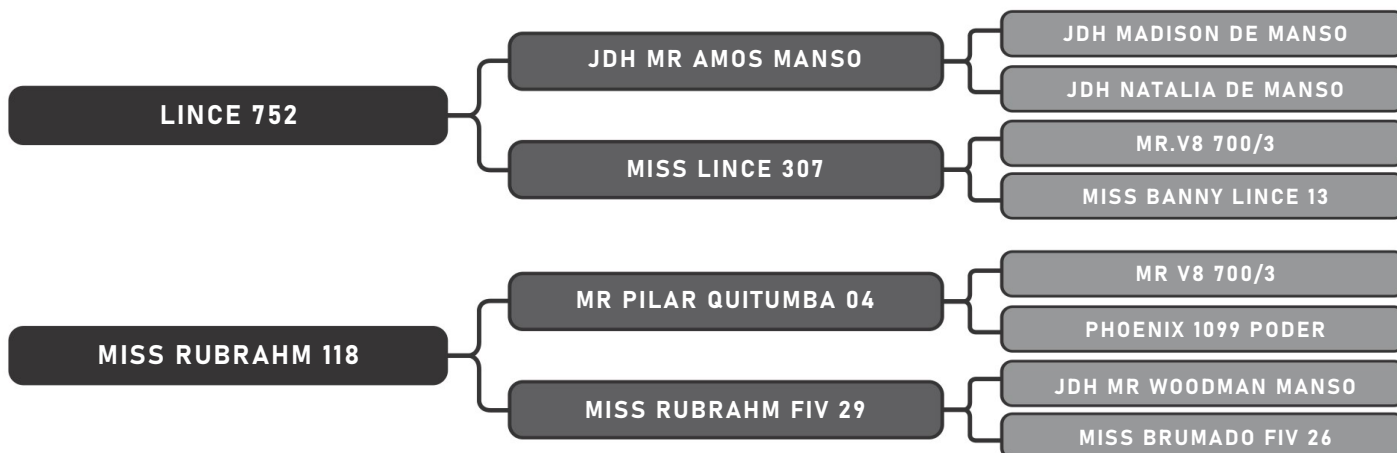 LINCE 752
JDH MR AMOS MANSO
JDH MADISON DE MANSO
JDH NATALIA DE MANSO
MISS LINCE 307
MR.V8 700/3
MISS BANNY LINCE 13
MISS RUBRAHM 118
MR PILAR QUITUMBA 04
MR V8 700/3
PHOENIX 1099 PODER
MISS RUBRAHM FIV 29
JDH MR WOODMAN MANSO
MISS BRUMADO FIV 26